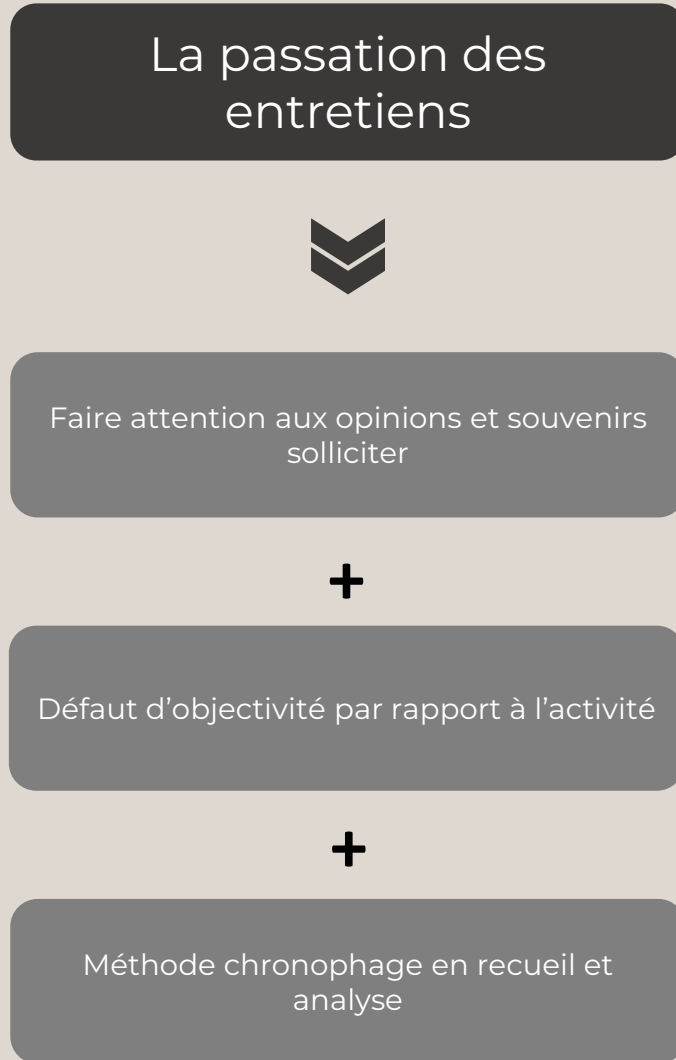 La passation des
entretiens
Faire attention aux opinions et souvenirs
solliciter
+
Défaut d’objectivité par rapport à l’activité
+
Méthode chronophage en recueil et
analyse